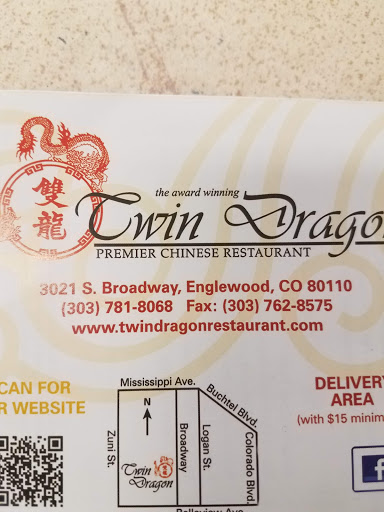 雙
龍
the award winning
Twin Dragon
PREMIER CHINESE RESTAURANT
3021 S. Broadway, Englewood, CO 80110
(303) 781-8068 Fax: (303) 762-8575
www.twindragonrestaurant.com
CAN FOR
R WEBSITE
Mississippi Ave.
Buchtel Blvd.
N
Zuni St.
Broadway
Logan St.
Colorado Blvd.
Twin
Dragon
Belleview Ave
DELIVERY
AREA
(with $15 minim
f